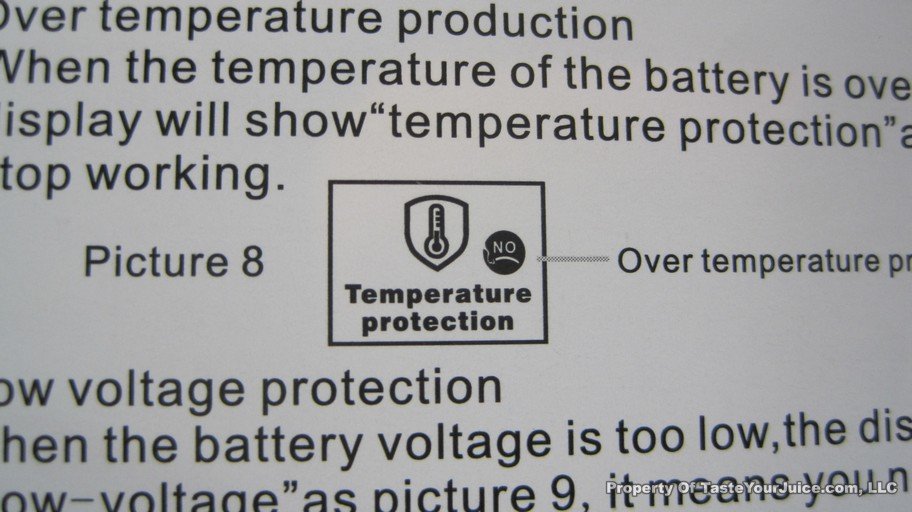 Over temperature production
When the temperature of the battery is ove
display will show“temperature protection”a
top working.
Picture 8
NO
Temperature
protection
Over temperature pr
ow voltage protection
hen the battery voltage is too low,the dis
ow-voltage”as picture 9, it means you n
Property Of TasteYourJuice.com, LLC